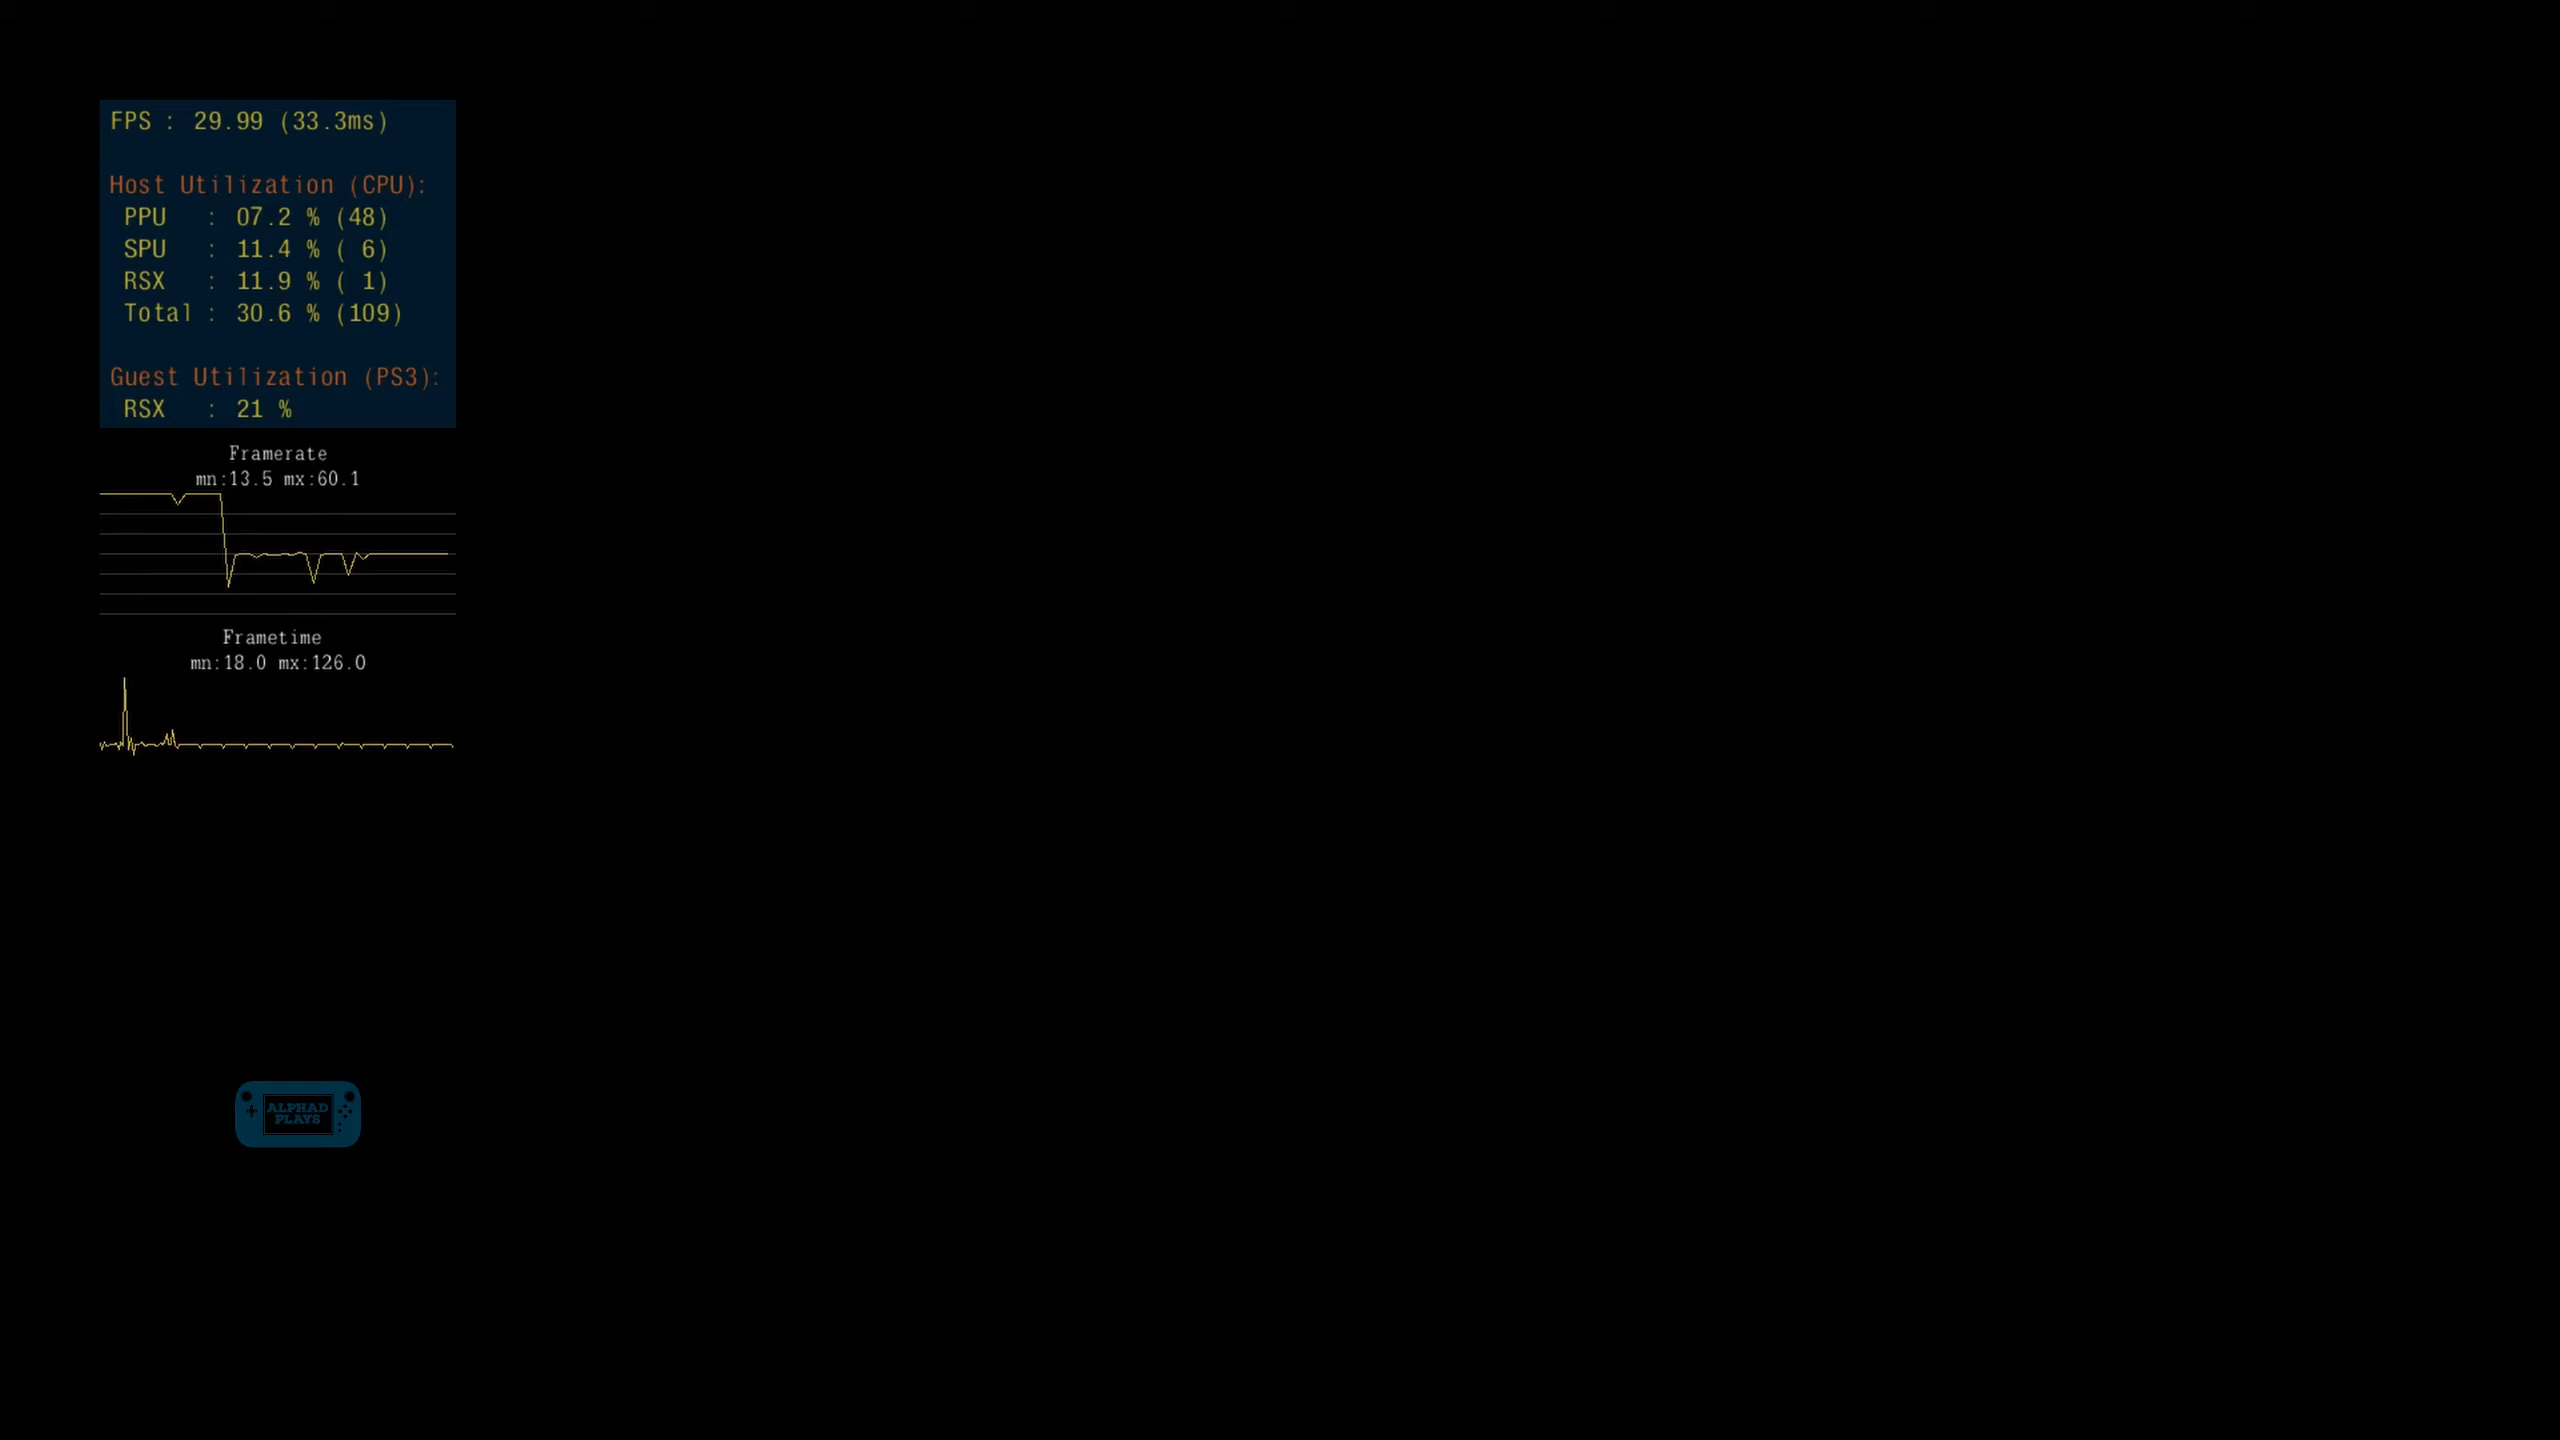 FPS : 29.99 (33.3ms)
Host Utilization (CPU):
PPU : 07.2 % (48)
SPU : 11.4 % ( 6)
RSX : 11.9 % ( 1)
Total : 30.6 % (109)
Guest Utilization (PS3):
RSX : 21 %
Framerate
mn:13.5 mx:60.1
Frametime
mn:18.0 mx:126.0
ALPHAD
PLAYS